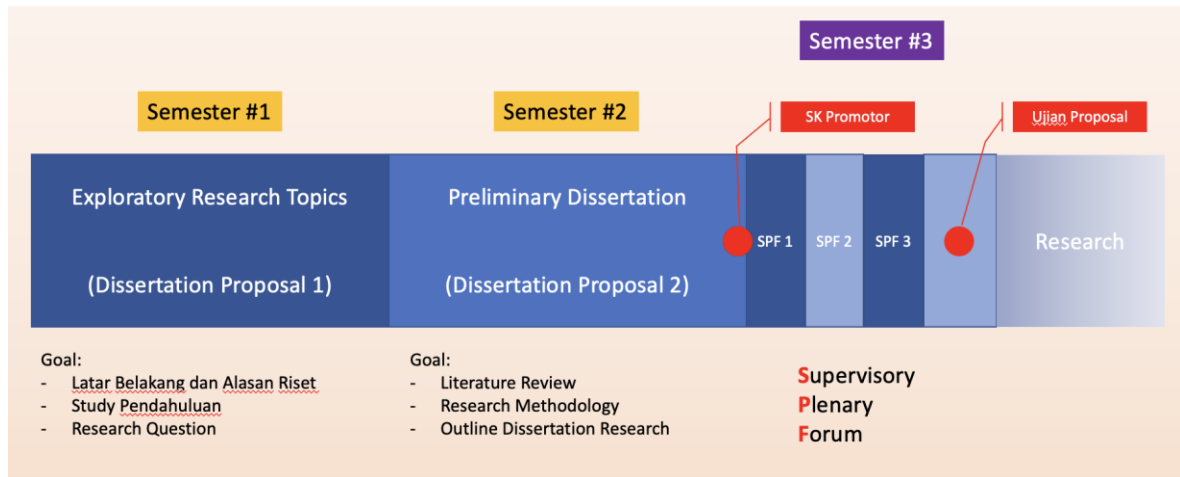 Semester #3
Semester #1
Semester #2
SK Promotor
Ujian Proposal
Exploratory Research Topics
(Dissertation Proposal 1)
Preliminary Dissertation
(Dissertation Proposal 2)
SPF 1
SPF 2
SPF 3
Research
Goal:
- Latar Belakang dan Alasan Riset
- Study Pendahuluan
- Research Question
Goal:
- Literature Review
- Research Methodology
- Outline Dissertation Research
Supervisory
Plenary
Forum